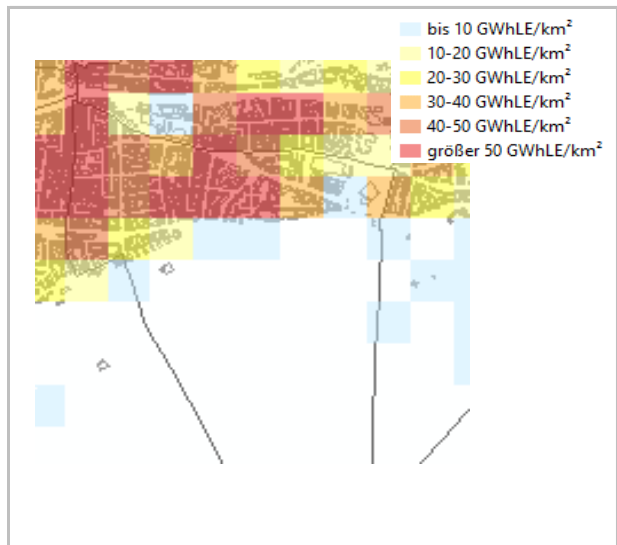 bis 10 GWhLE/km²
10-20 GWhLE/km²
20-30 GWhLE/km²
30-40 GWhLE/km²
40-50 GWhLE/km²
größer 50 GWhLE/km²